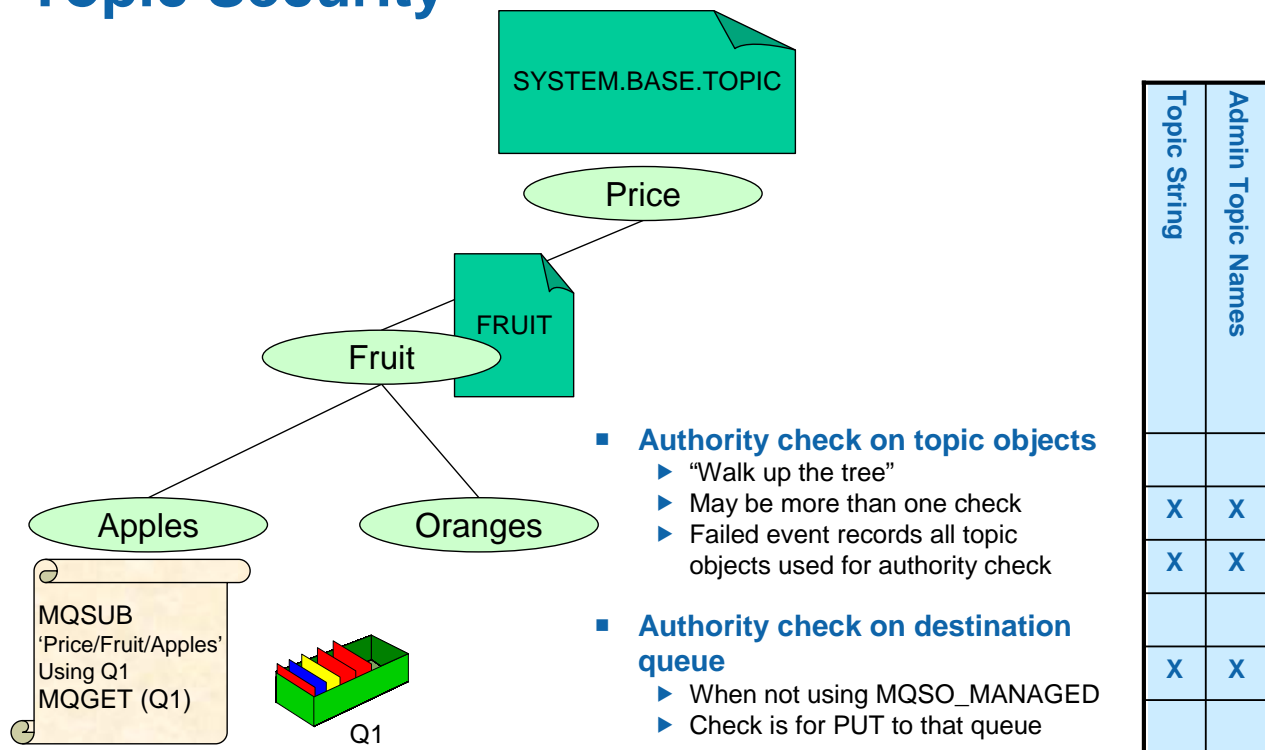 Topic Security
SYSTEM.BASE.TOPIC
Price
FRUIT
Fruit
Apples
Oranges
MQSUB
‘Price/Fruit/Apples’
Using Q1
MQGET (Q1)
Q1
Authority check on topic objects
“Walk up the tree”
May be more than one check
Failed event records all topic
objects used for authority check
Authority check on destination
queue
When not using MQSO_MANAGED
Check is for PUT to that queue
Topic String
Admin Topic Names
X X
X X
X X